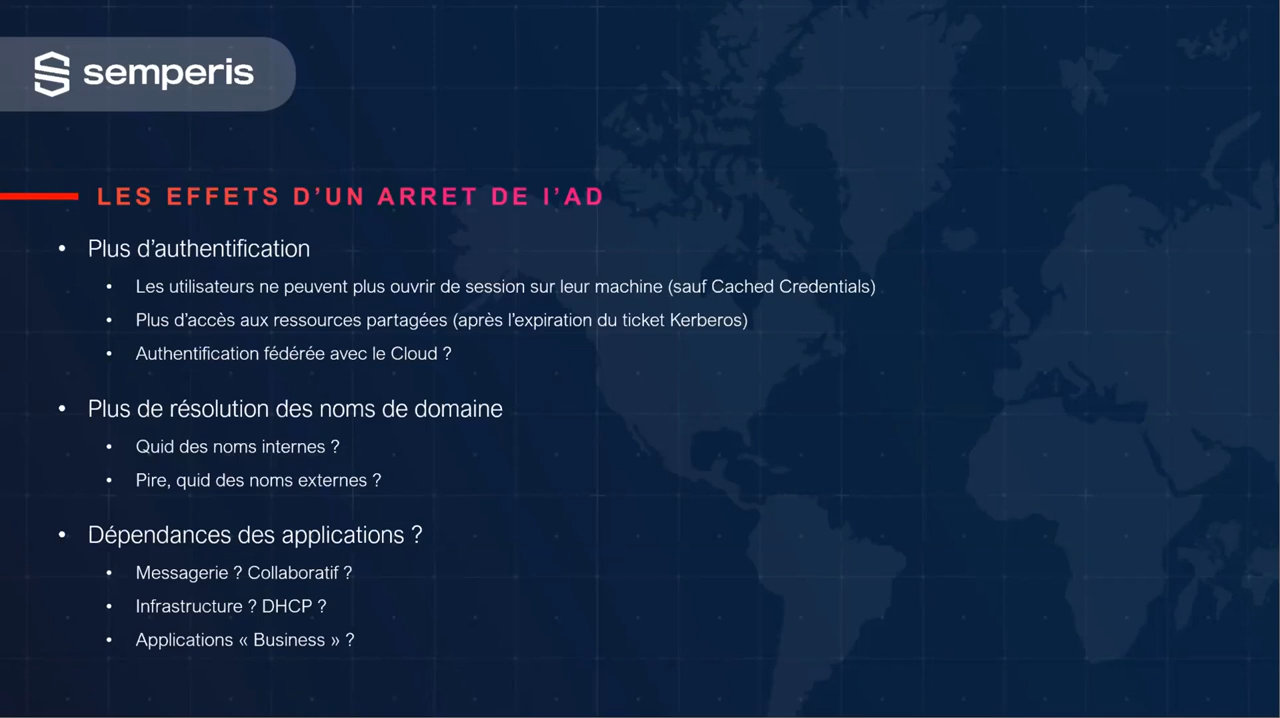 semperis
LES EFFETS D’UN ARRET DE l’AD
• Plus d’authentification
• Les utilisateurs ne peuvent plus ouvrir de session sur leur machine (sauf Cached Credentials)
• Plus d’accès aux ressources partagées (après l’expiration du ticket Kerberos)
• Authentification fédérée avec le Cloud ?
• Plus de résolution des noms de domaine
• Quid des noms internes ?
• Pire, quid des noms externes ?
• Dépendances des applications ?
• Messagerie ? Collaboratif ?
• Infrastructure ? DHCP ?
• Applications « Business » ?